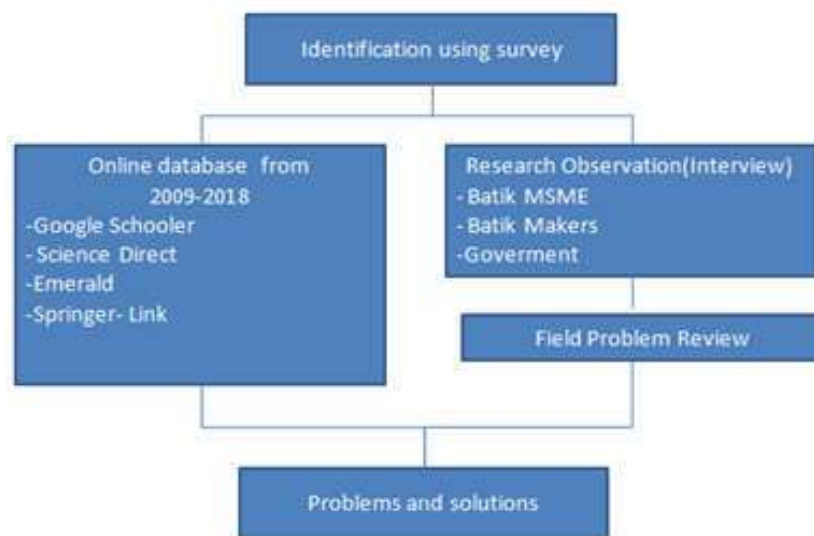 Identification using survey
Online database from
2009-2018
-Google Schooler
- Science Direct
-Emerald
-Springer- Link
Research Observation(Interview)
- Batik MSME
- Batik Makers
-Goverment
Field Problem Review
Problems and solutions